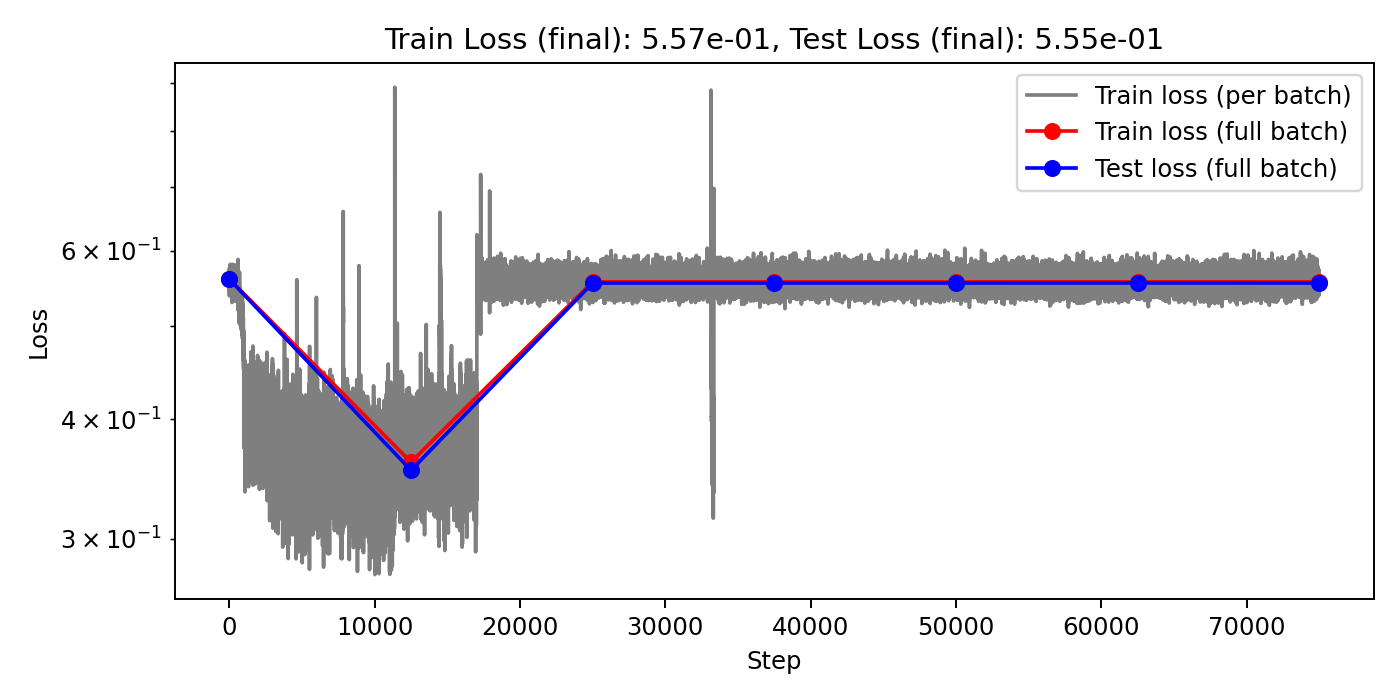 Train Loss (final): 5.57e-01, Test Loss (final): 5.55e-01
Train loss (per batch)
Train loss (full batch)
Test loss (full batch)
6 × 10⁻¹
4 × 10⁻¹
3 × 10⁻¹
Loss
0 10000 20000 30000 40000 50000 60000 70000
Step